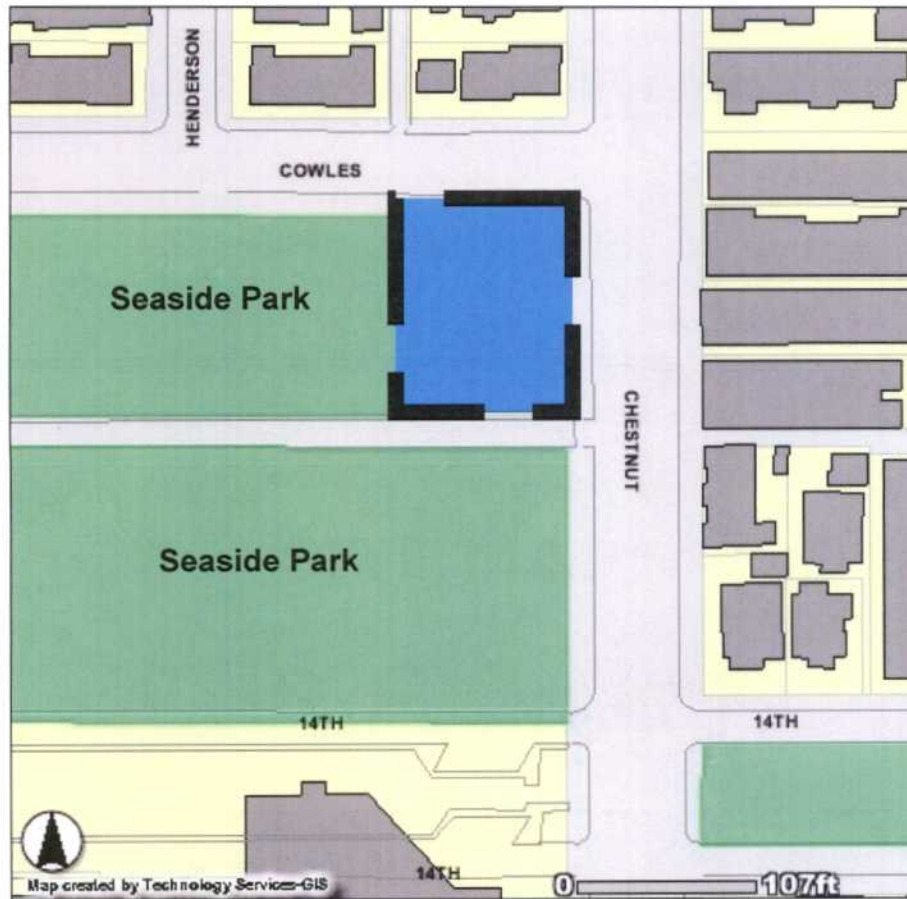 HENDERSON
COWLES
Seaside Park
CHESTNUT
Seaside Park
14TH
14TH
14TH
Map created by Technology Services-GIS
0 107ft